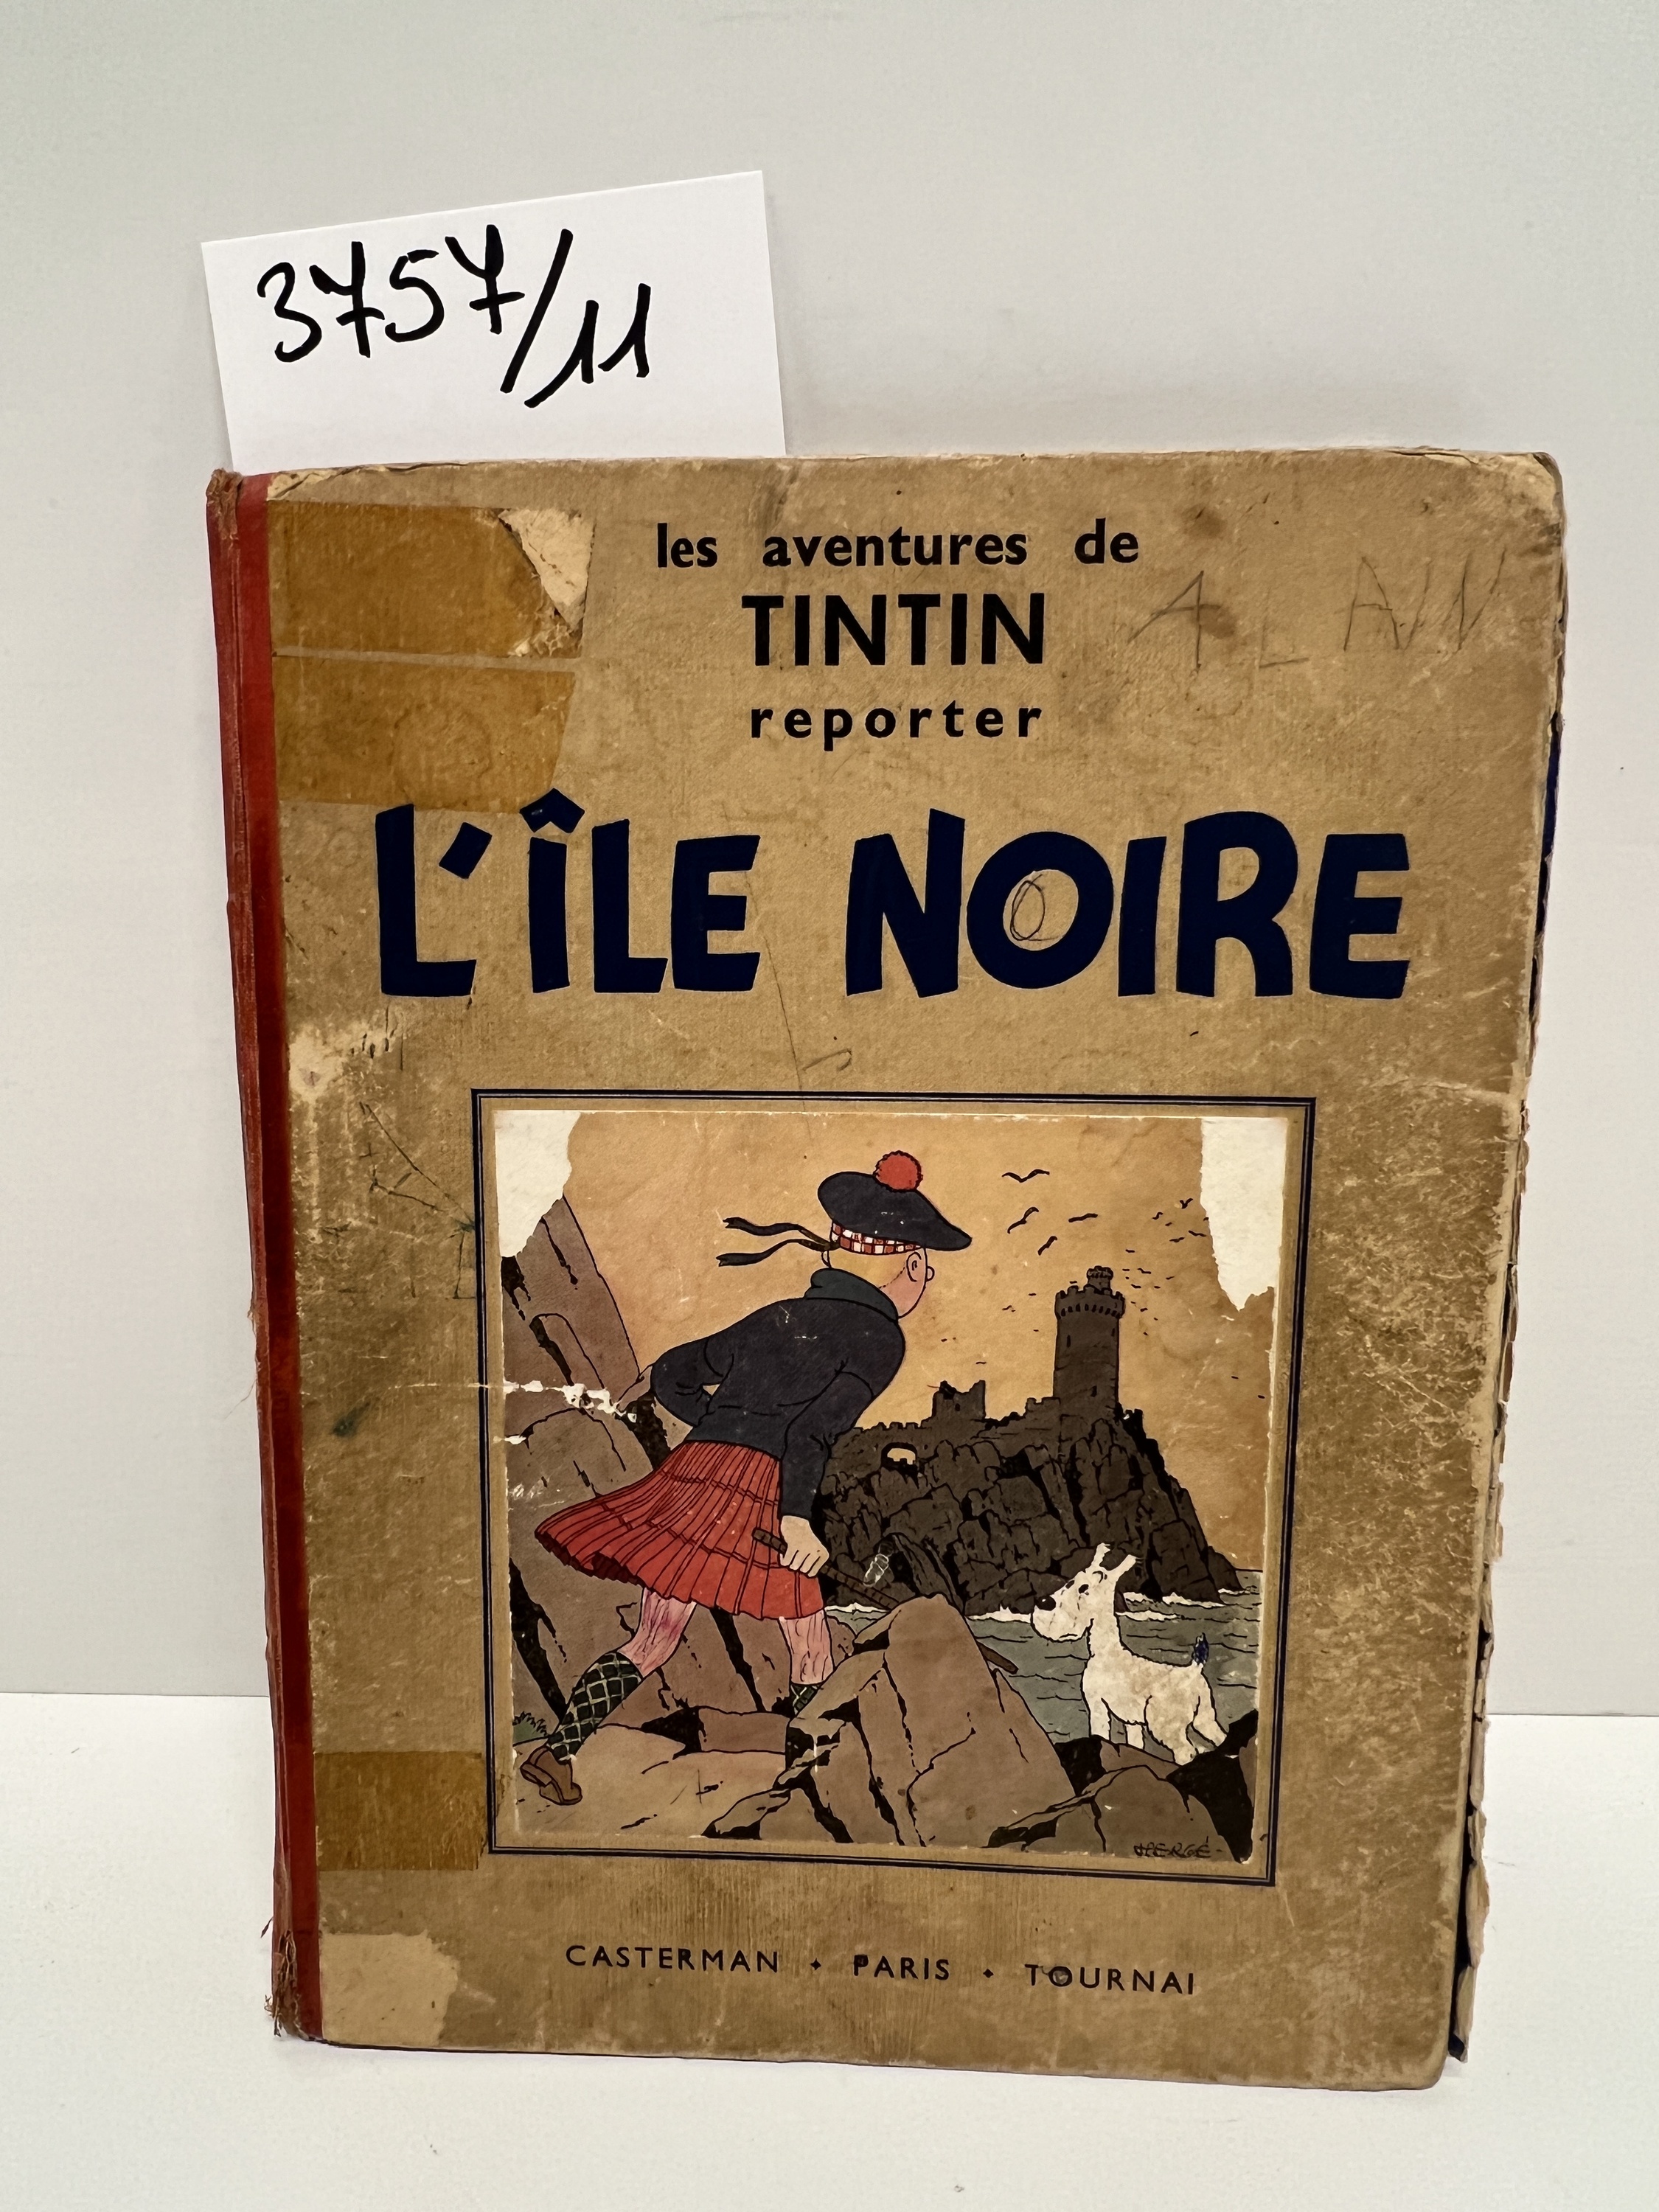 3757/11
les aventures de
TINTIN
reporter
L'ÎLE NOIRE
HERGÉ-
CASTERMAN • PARIS • TOURNAI